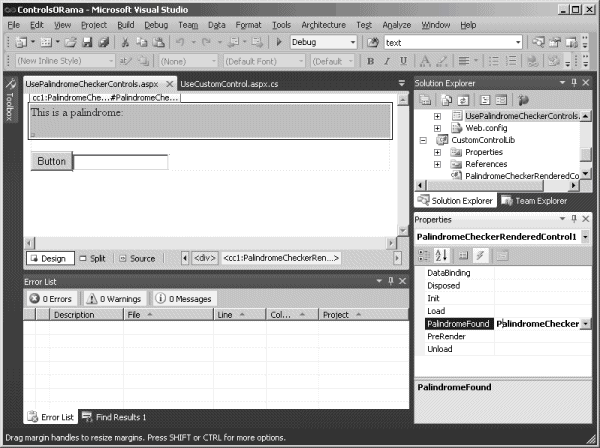 ControlsORama - Microsoft Visual Studio
File Edit View Project Build Debug Team Data Format Tools Architecture Test Analyze Window Help
Debug text
(New Inline Style) (None) (Default Font) (Default B I U A
Toolbox
UsePalindromeCheckerControls.aspx UseCustomControl.aspx.cs
cc1:PalindromeChe...#PalindromeChe...
This is a palindrome:
Button
Design Split Source <div> <cc1:PalindromeCheckerRen...>
Error List
0 Errors 0 Warnings 0 Messages
Description File Line Col... Project
Error List Find Results 1
Solution Explorer
UsePalindromeCheckerControls.
Web.config
CustomControlLib
Properties
References
PalindromeCheckerRenderedCo
Solution Explorer Team Explorer
Properties
PalindromeCheckerRenderedControl1
DataBinding
Disposed
Init
Load
PalindromeFound PalindromeChecker
PreRender
Unload
PalindromeFound
Drag margin handles to resize margins. Press SHIFT or CTRL for more options.